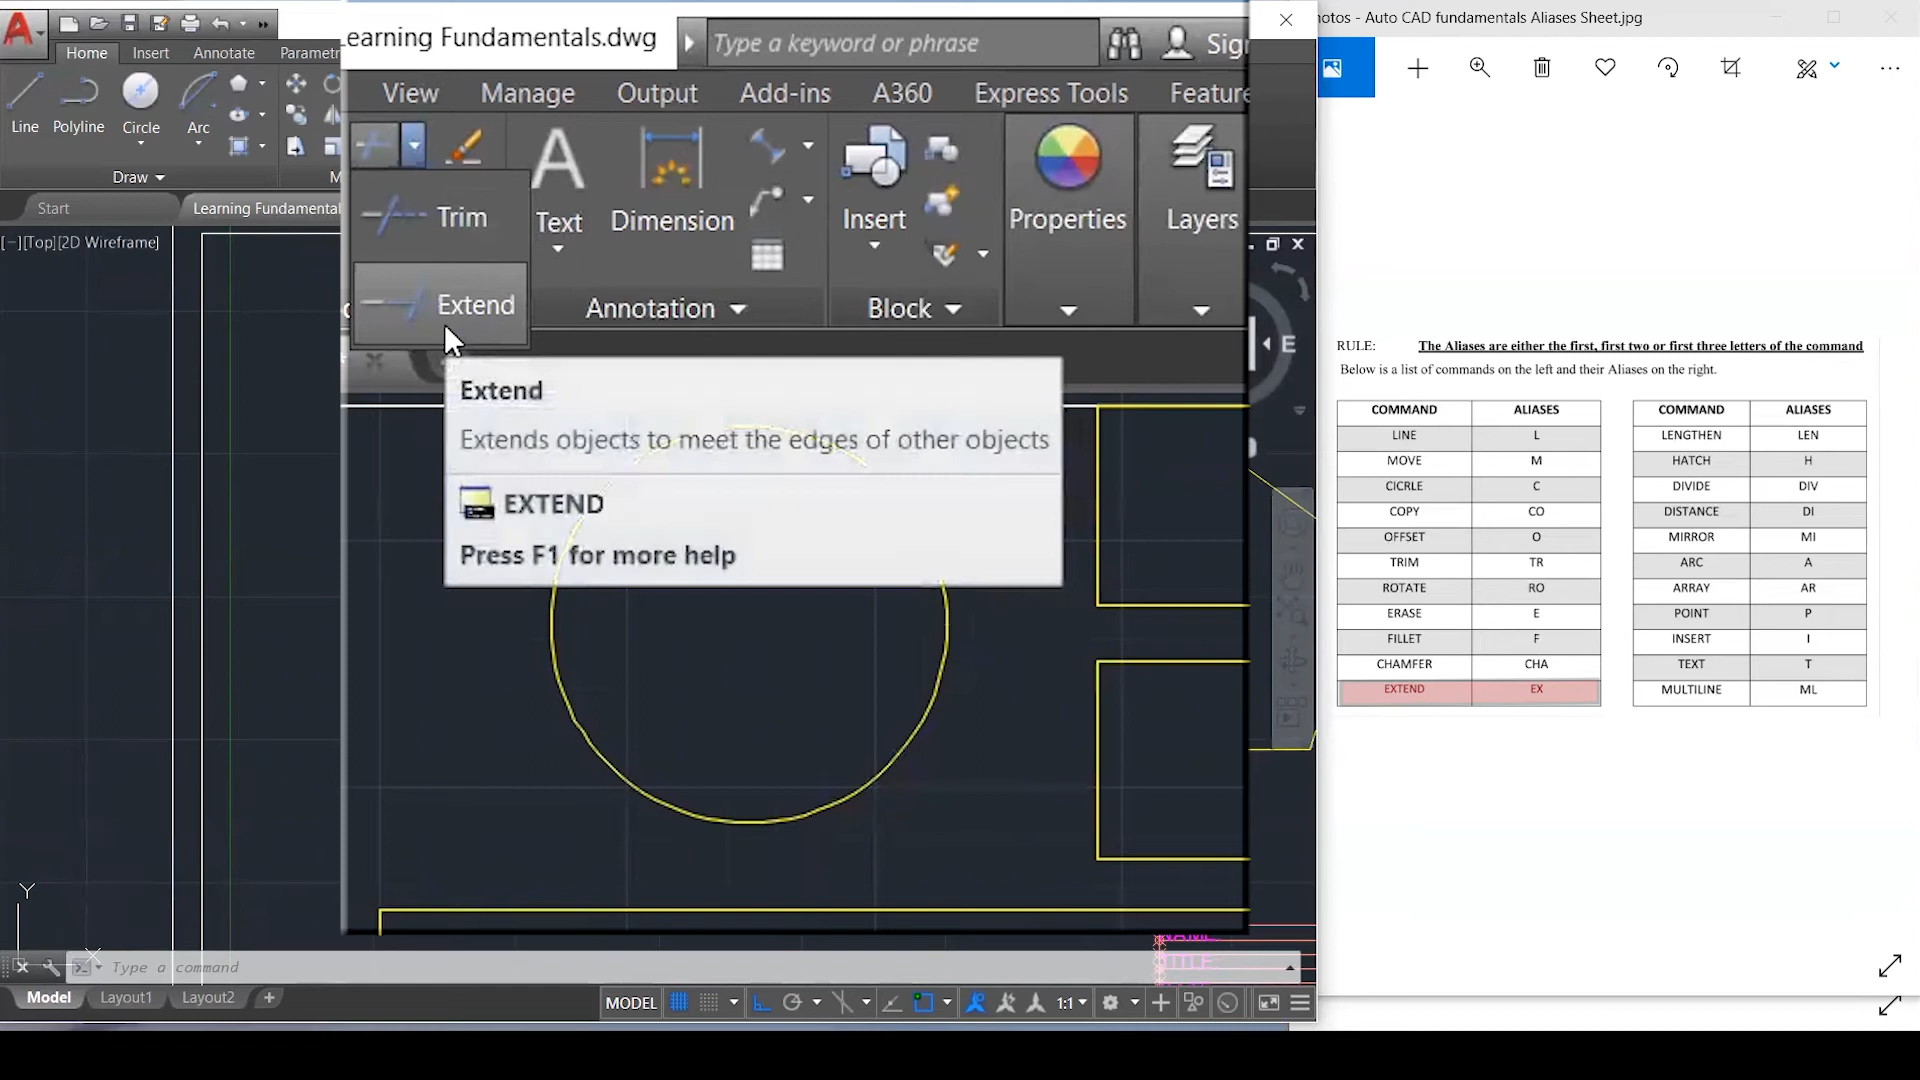 Home
Insert
Annotate
Parametr
Line
Polyline
Circle
Arc
Draw
M
Start
Learning Fundamental
[−][Top][2D Wireframe]
earning Fundamentals.dwg
Type a keyword or phrase
Sig
View
Manage
Output
Add-ins
A360
Express Tools
Feature
Trim
Extend
Text
Dimension
Insert
Properties
Layers
Annotation
Block
Extend
Extends objects to meet the edges of other objects
EXTEND
Press F1 for more help
E
Y
X
NAME
TITLE
Type a command
Model
Layout1
Layout2
MODEL
1:1
hotos - Auto CAD fundamentals Aliases Sheet.jpg
RULE: The Aliases are either the first, first two or first three letters of the command
Below is a list of commands on the left and their Aliases on the right.
COMMAND ALIASES
LINE L
MOVE M
CICRLE C
COPY CO
OFFSET O
TRIM TR
ROTATE RO
ERASE E
FILLET F
CHAMFER CHA
EXTEND EX
COMMAND ALIASES
LENGTHEN LEN
HATCH H
DIVIDE DIV
DISTANCE DI
MIRROR MI
ARC A
ARRAY AR
POINT P
INSERT I
TEXT T
MULTILINE ML